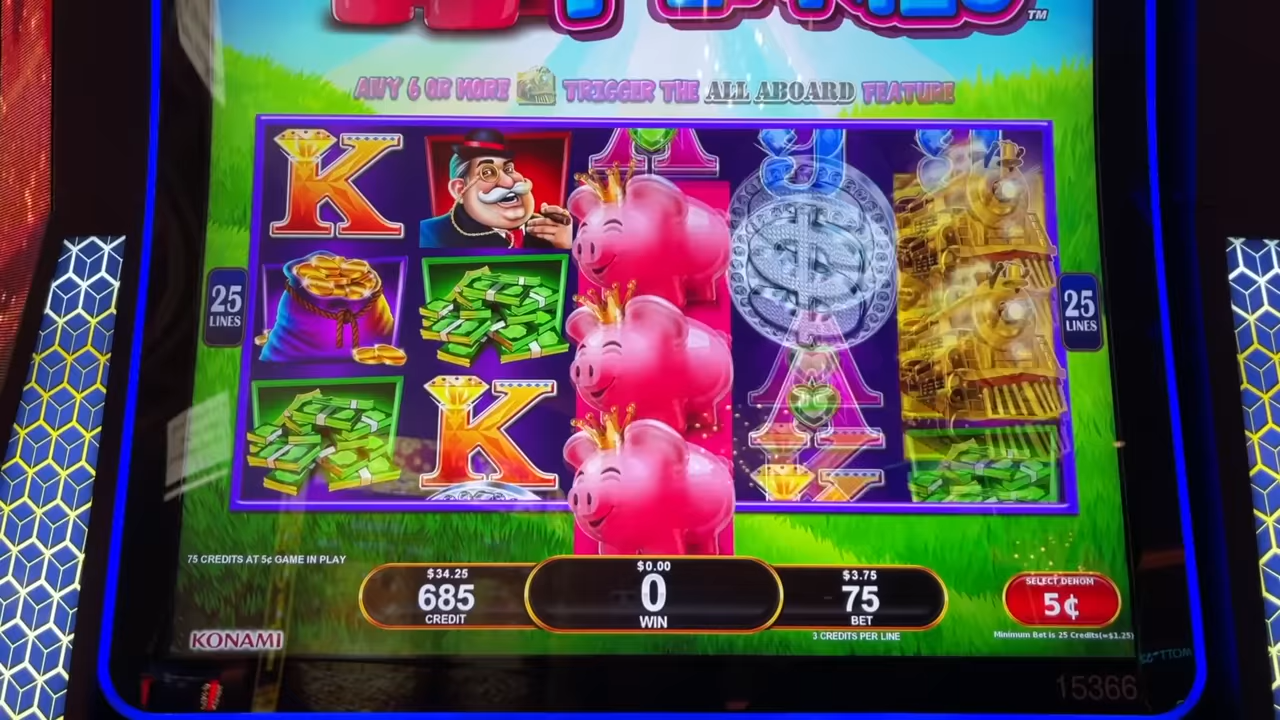 TM
ANY 6 OR MORE TRIGGER THE ALL ABOARD FEATURE
K
A
9
25
LINES
25
LINES
K
A
K
75 CREDITS AT 5¢ GAME IN PLAY
$34.25
685
CREDIT
$0.00
0
WIN
$3.75
75
BET
3 CREDITS PER LINE
SELECT DENOM
5¢
Minimum Bet is 25 Credits(=$1.25)
KONAMI
15366